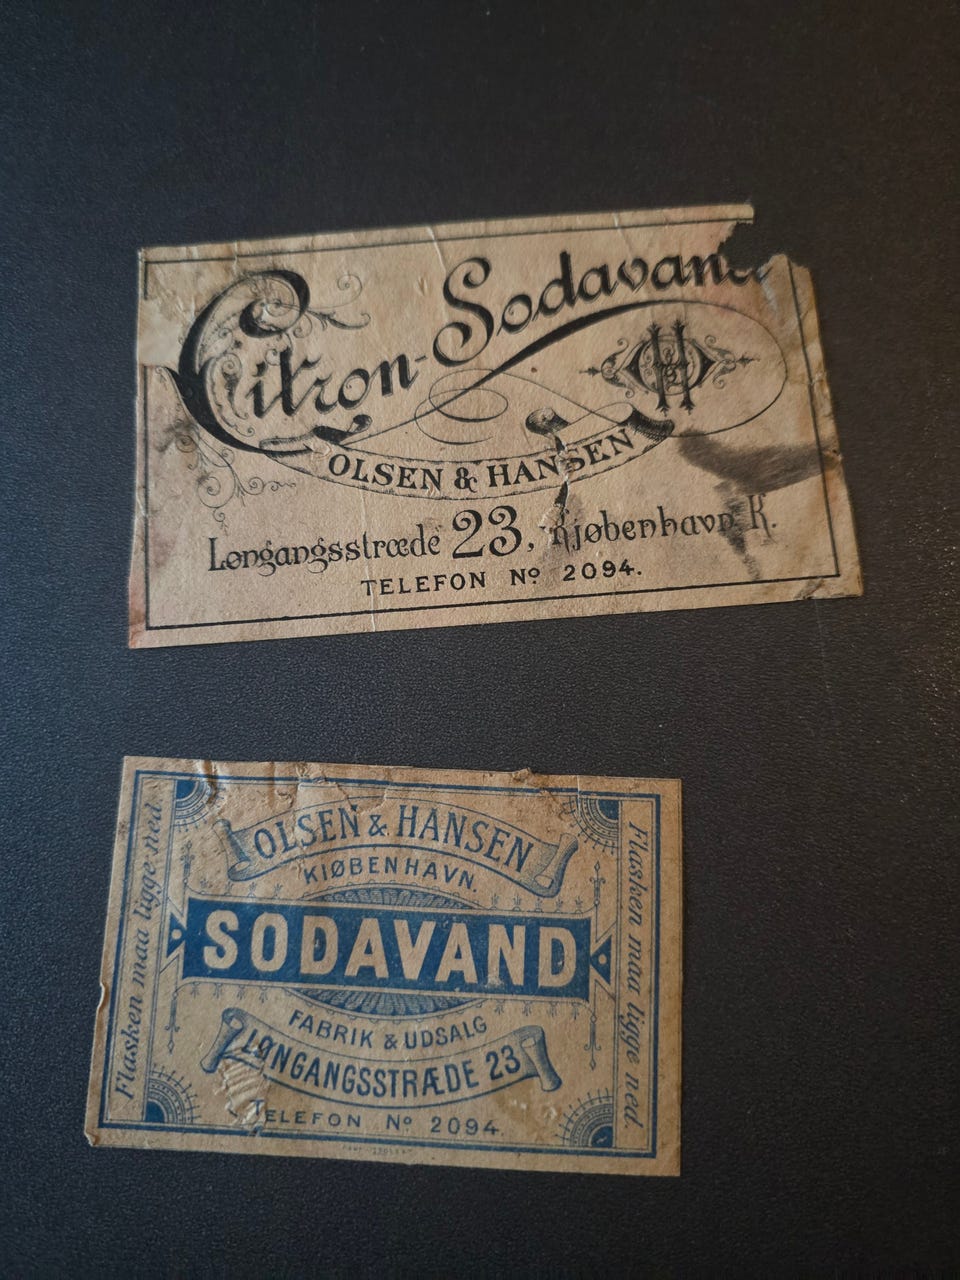 Citron-Sodavand
OH
OLSEN & HANSEN
Løngangsstræde 23, Kjøbenhavn K.
TELEFON No 2094.
OLSEN & HANSEN
KIØBENHAVN.
SODAVAND
FABRIK & UDSALG
LØNGANGSSTRÆDE 23
TELEFON No 2094.
Flasken maa ligge ned.
Flasken maa ligge ned.